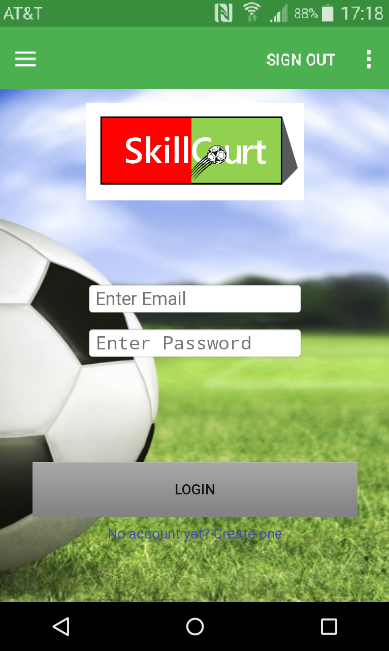 AT&T 88% 17:18
SIGN OUT
SkillCourt
Enter Email
Enter Password
LOGIN
No account yet? Create one